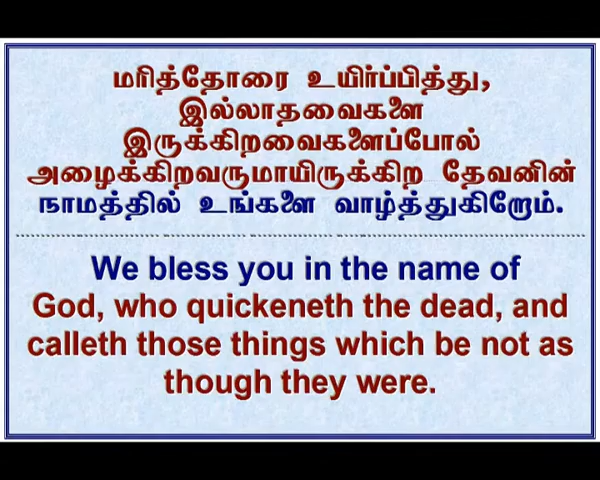 மரித்தோரை உயிர்ப்பித்து,
இல்லாதவைகளை
இருக்கிறவைகளைப்போல்
அழைக்கிறவருமாயிருக்கிற தேவனின்
நாமத்தில் உங்களை வாழ்த்துகிறோம்.
We bless you in the name of
God, who quickeneth the dead, and
calleth those things which be not as
though they were.